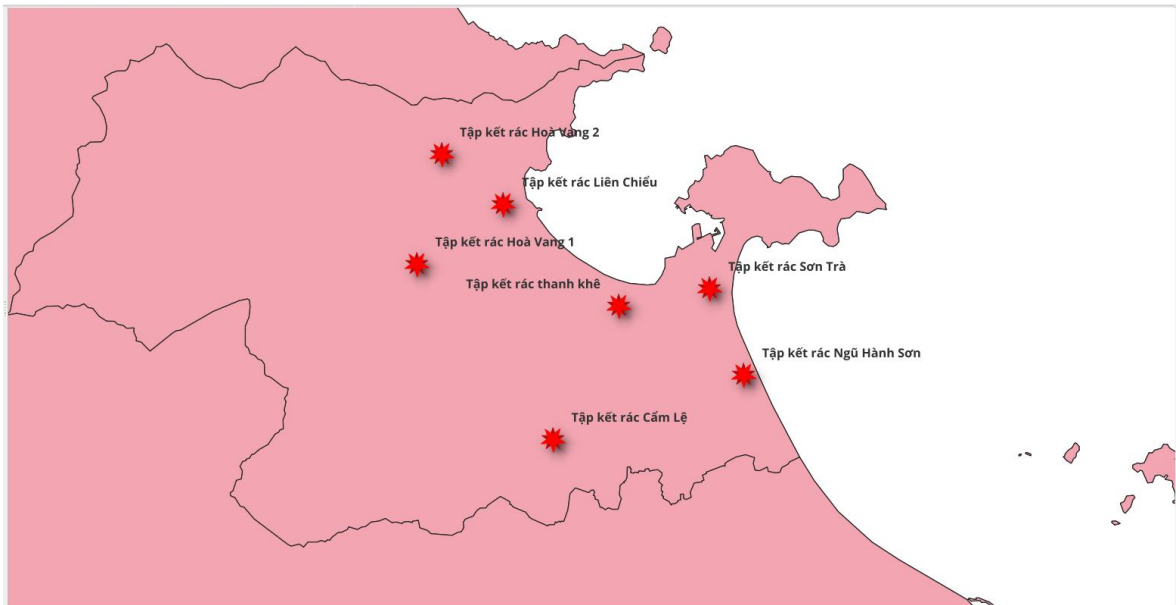 Tập kết rác Hoà Vang 2
Tập kết rác Liên Chiểu
Tập kết rác Hoà Vang 1
Tập kết rác Sơn Trà
Tập kết rác thanh khê
Tập kết rác Ngũ Hành Sơn
Tập kết rác Cẩm Lệ